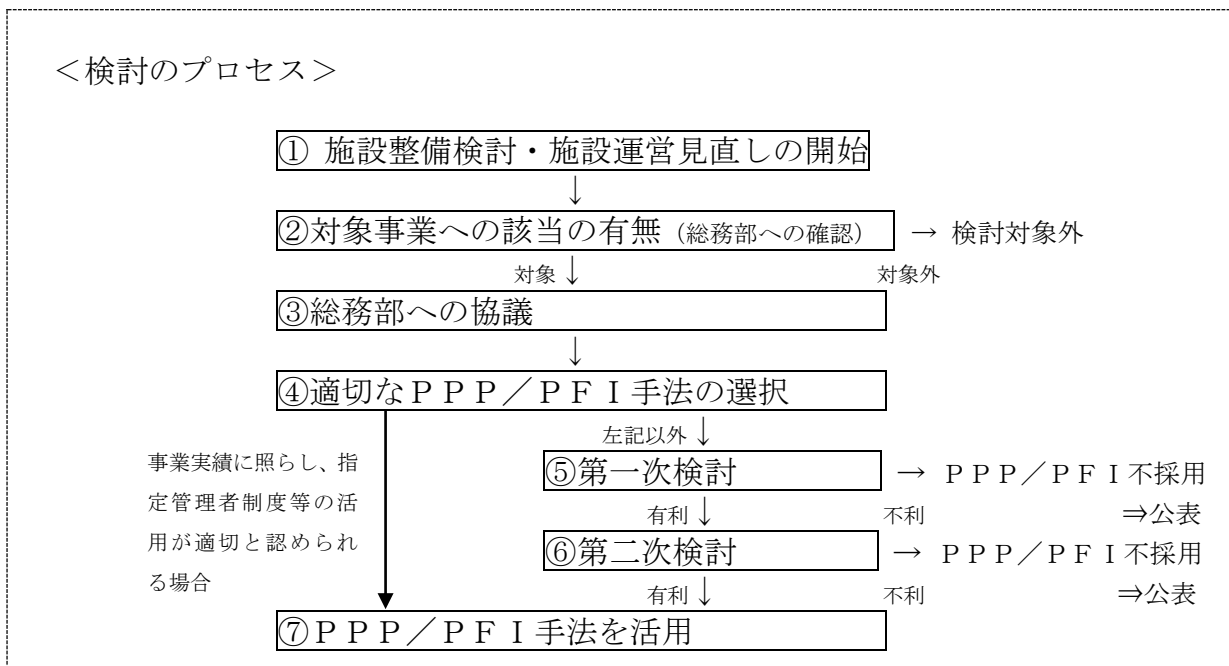 ＜検討のプロセス＞
① 施設整備検討・施設運営見直しの開始
↓
②対象事業への該当の有無（総務部への確認） → 検討対象外
対象 ↓ 対象外
③総務部への協議
↓
④適切なＰＰＰ／ＰＦＩ手法の選択
左記以外 ↓
事業実績に照らし、指
定管理者制度等の活
用が適切と認められ
る場合
⑤第一次検討 → ＰＰＰ／ＰＦＩ不採用
有利 ↓ 不利 ⇒公表
⑥第二次検討 → ＰＰＰ／ＰＦＩ不採用
有利 ↓ 不利 ⇒公表
⑦ＰＰＰ／ＰＦＩ手法を活用